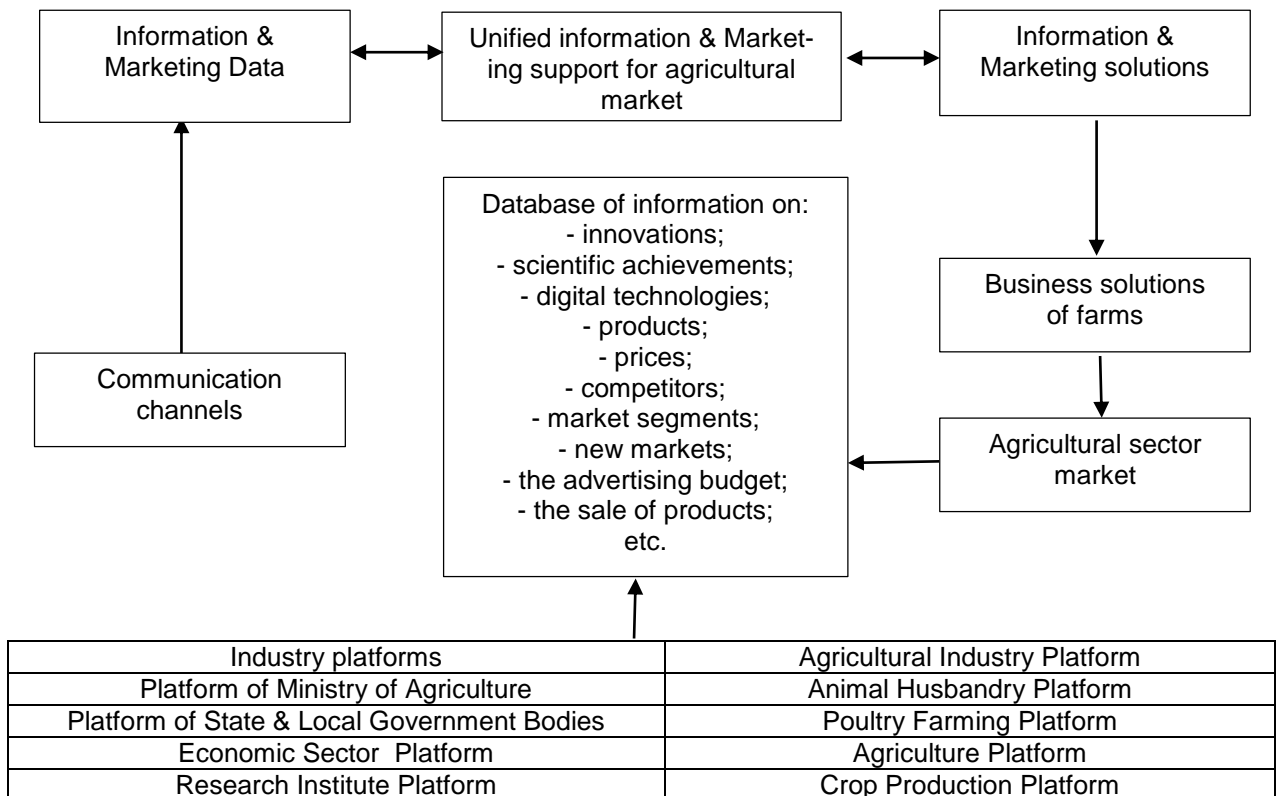 Information &
Marketing Data
Unified information & Market-
ing support for agricultural
market
Information &
Marketing solutions
Database of information on:
- innovations;
- scientific achievements;
- digital technologies;
- products;
- prices;
- competitors;
- market segments;
- new markets;
- the advertising budget;
- the sale of products;
etc.
Business solutions
of farms
Communication
channels
Agricultural sector
market
Industry platforms
Agricultural Industry Platform
Platform of Ministry of Agriculture
Animal Husbandry Platform
Platform of State & Local Government Bodies
Poultry Farming Platform
Economic Sector Platform
Agriculture Platform
Research Institute Platform
Crop Production Platform